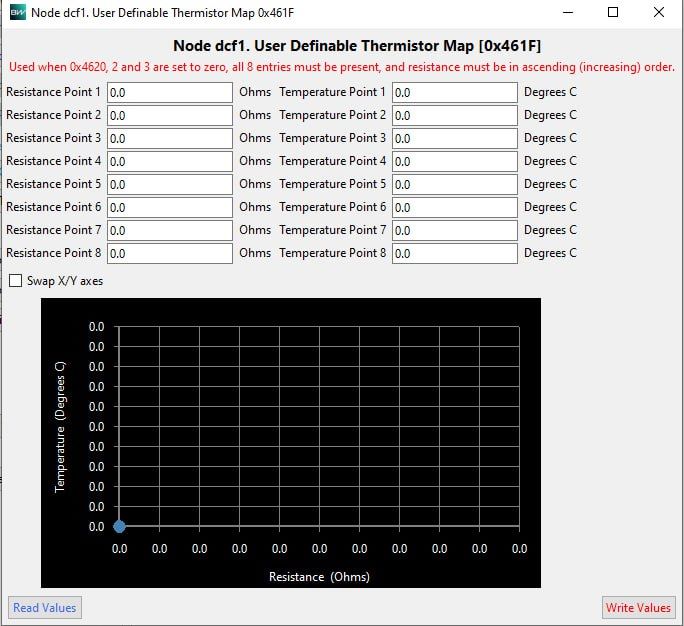 BW Node dcf1. User Definable Thermistor Map 0x461F
Node dcf1. User Definable Thermistor Map [0x461F]
Used when 0x4620, 2 and 3 are set to zero, all 8 entries must be present, and resistance must be in ascending (increasing) order.
Resistance Point 1 0.0 Ohms Temperature Point 1 0.0 Degrees C
Resistance Point 2 0.0 Ohms Temperature Point 2 0.0 Degrees C
Resistance Point 3 0.0 Ohms Temperature Point 3 0.0 Degrees C
Resistance Point 4 0.0 Ohms Temperature Point 4 0.0 Degrees C
Resistance Point 5 0.0 Ohms Temperature Point 5 0.0 Degrees C
Resistance Point 6 0.0 Ohms Temperature Point 6 0.0 Degrees C
Resistance Point 7 0.0 Ohms Temperature Point 7 0.0 Degrees C
Resistance Point 8 0.0 Ohms Temperature Point 8 0.0 Degrees C
Swap X/Y axes
Temperature (Degrees C)
0.0
0.0
0.0
0.0
0.0
0.0
0.0
0.0
0.0
0.0
0.0
0.0 0.0 0.0 0.0 0.0 0.0 0.0 0.0 0.0 0.0 0.0
Resistance (Ohms)
Read Values Write Values